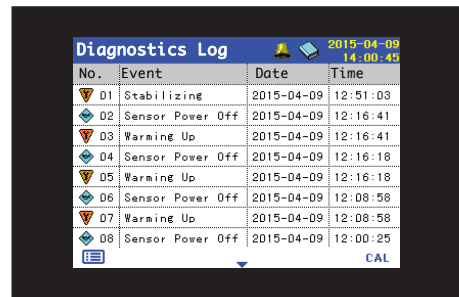 Diagnostics Log 2015-04-09
14:00:45
No. Event Date Time
01 Stabilizing 2015-04-09 12:51:03
02 Sensor Power Off 2015-04-09 12:16:41
03 Warming Up 2015-04-09 12:16:41
04 Sensor Power Off 2015-04-09 12:16:18
05 Warming Up 2015-04-09 12:16:18
06 Sensor Power Off 2015-04-09 12:08:58
07 Warming Up 2015-04-09 12:08:58
08 Sensor Power Off 2015-04-09 12:00:25
CAL